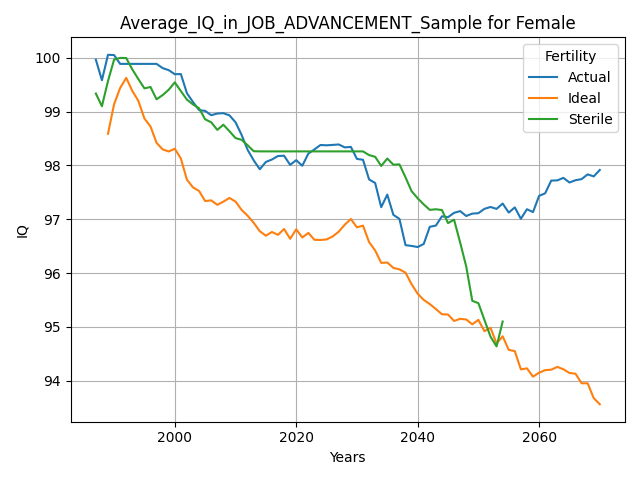 Average_IQ_in_JOB_ADVANCEMENT_Sample for Female
Fertility
Actual
Ideal
Sterile
IQ
100
99
98
97
96
95
94
2000
2020
2040
2060
Years